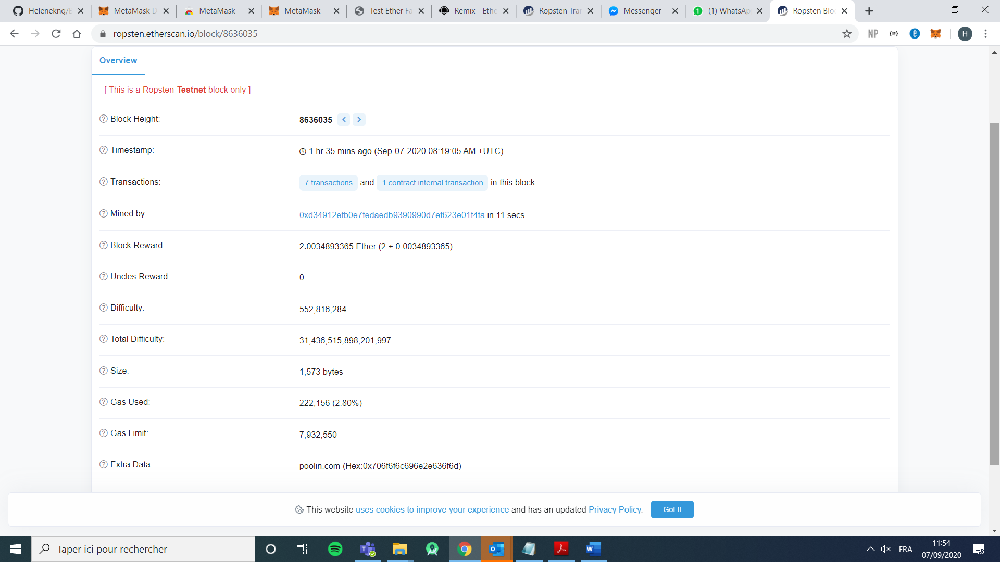 Helenekng/E
MetaMask D
MetaMask -
MetaMask
Test Ether Fa
Remix - Ethe
Ropsten Tran
Messenger
(1) WhatsAp
Ropsten Bloc
ropsten.etherscan.io/block/8636035
NP
H
Overview
[ This is a Ropsten Testnet block only ]
Block Height:
8636035
Timestamp:
1 hr 35 mins ago (Sep-07-2020 08:19:05 AM +UTC)
Transactions:
7 transactions and 1 contract internal transaction in this block
Mined by:
0xd34912efb0e7fedaedb9390990d7ef623e01f4fa in 11 secs
Block Reward:
2.0034893365 Ether (2 + 0.0034893365)
Uncles Reward:
0
Difficulty:
552,816,284
Total Difficulty:
31,436,515,898,201,997
Size:
1,573 bytes
Gas Used:
222,156 (2.80%)
Gas Limit:
7,932,550
Extra Data:
poolin.com (Hex:0x706f6f6c696e2e636f6d)
This website uses cookies to improve your experience and has an updated Privacy Policy.
Got It
Taper ici pour rechercher
FRA
11:54
07/09/2020